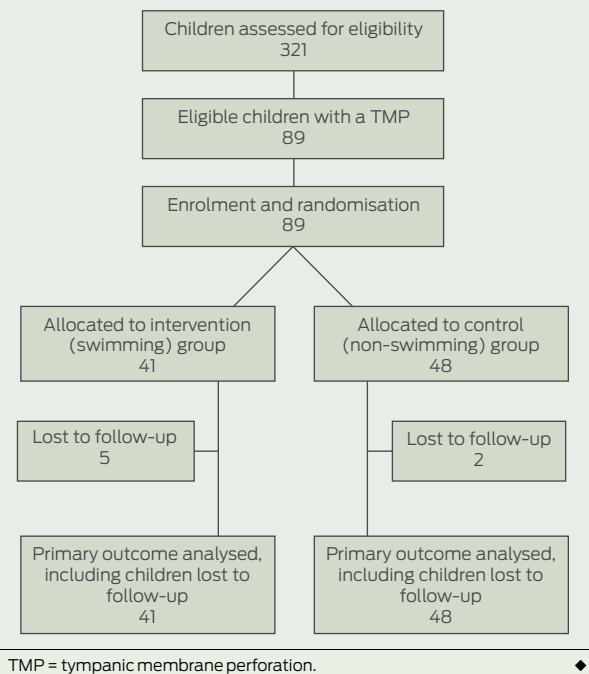 Children assessed for eligibility
321
Eligible children with a TMP
89
Enrolment and randomisation
89
Allocated to intervention
(swimming) group
41
Allocated to control
(non-swimming) group
48
Lost to follow-up
5
Lost to follow-up
2
Primary outcome analysed,
including children lost to
follow-up
41
Primary outcome analysed,
including children lost to
follow-up
48
TMP = tympanic membrane perforation. ◆